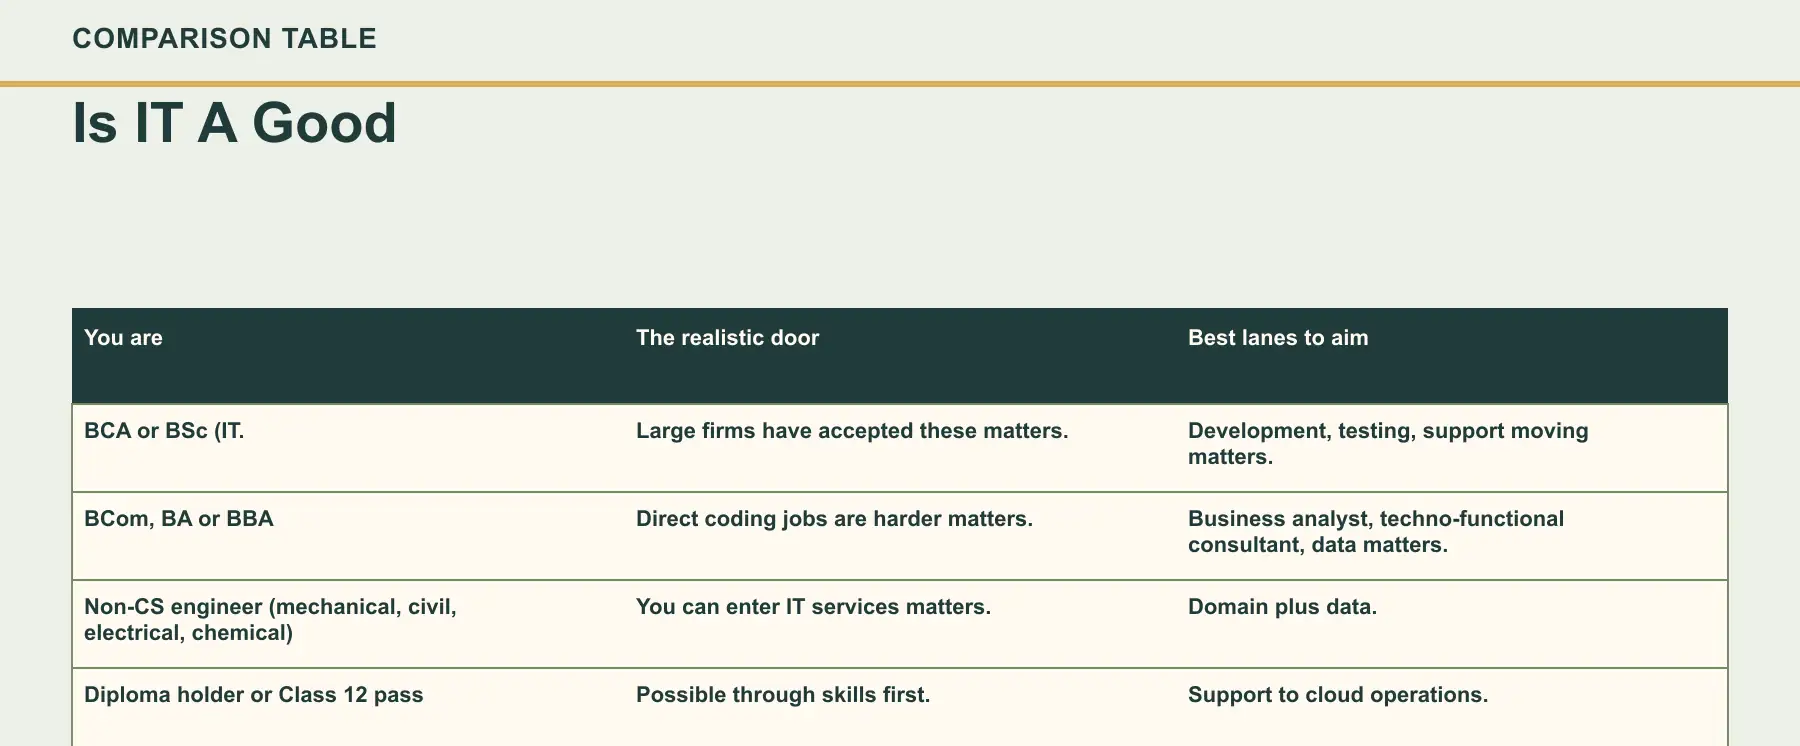 COMPARISON TABLE
Is IT A Good
You are
The realistic door
Best lanes to aim
BCA or BSc (IT.
Large firms have accepted these matters.
Development, testing, support moving
matters.
BCom, BA or BBA
Direct coding jobs are harder matters.
Business analyst, techno-functional
consultant, data matters.
Non-CS engineer (mechanical, civil,
electrical, chemical)
You can enter IT services matters.
Domain plus data.
Diploma holder or Class 12 pass
Possible through skills first.
Support to cloud operations.